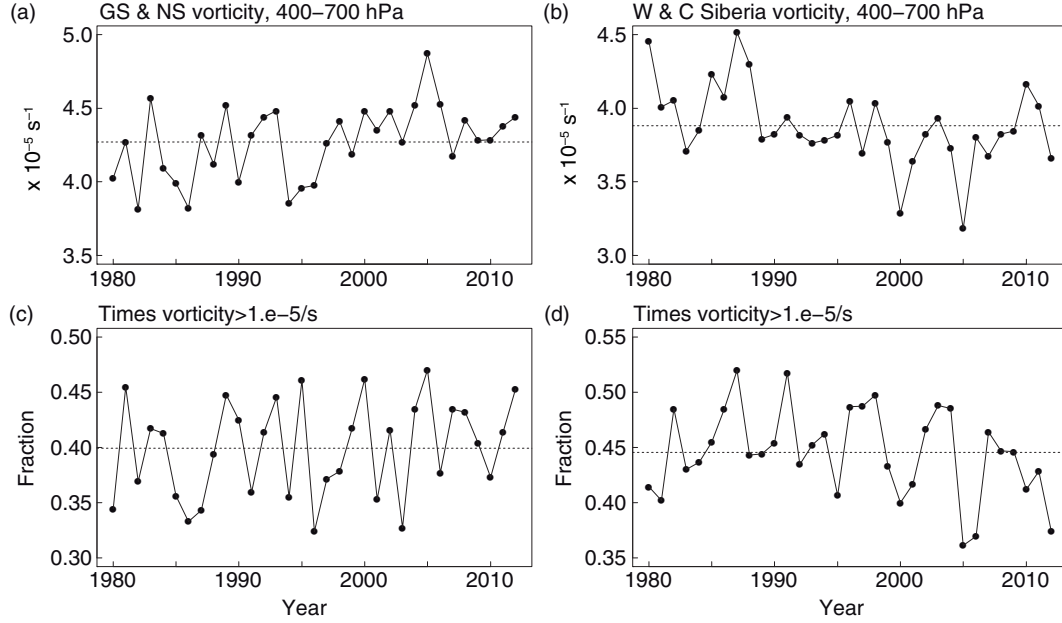 (a) GS & NS vorticity, 400–700 hPa
5.0
4.5
4.0
3.5
x 10⁻⁵ s⁻¹
1980 1990 2000 2010
(b) W & C Siberia vorticity, 400–700 hPa
4.5
4.0
3.5
3.0
x 10⁻⁵ s⁻¹
1980 1990 2000 2010
(c) Times vorticity>1.e−5/s
0.50
0.45
0.40
0.35
0.30
Fraction
1980 1990 2000 2010
Year
(d) Times vorticity>1.e−5/s
0.55
0.50
0.45
0.40
0.35
Fraction
1980 1990 2000 2010
Year